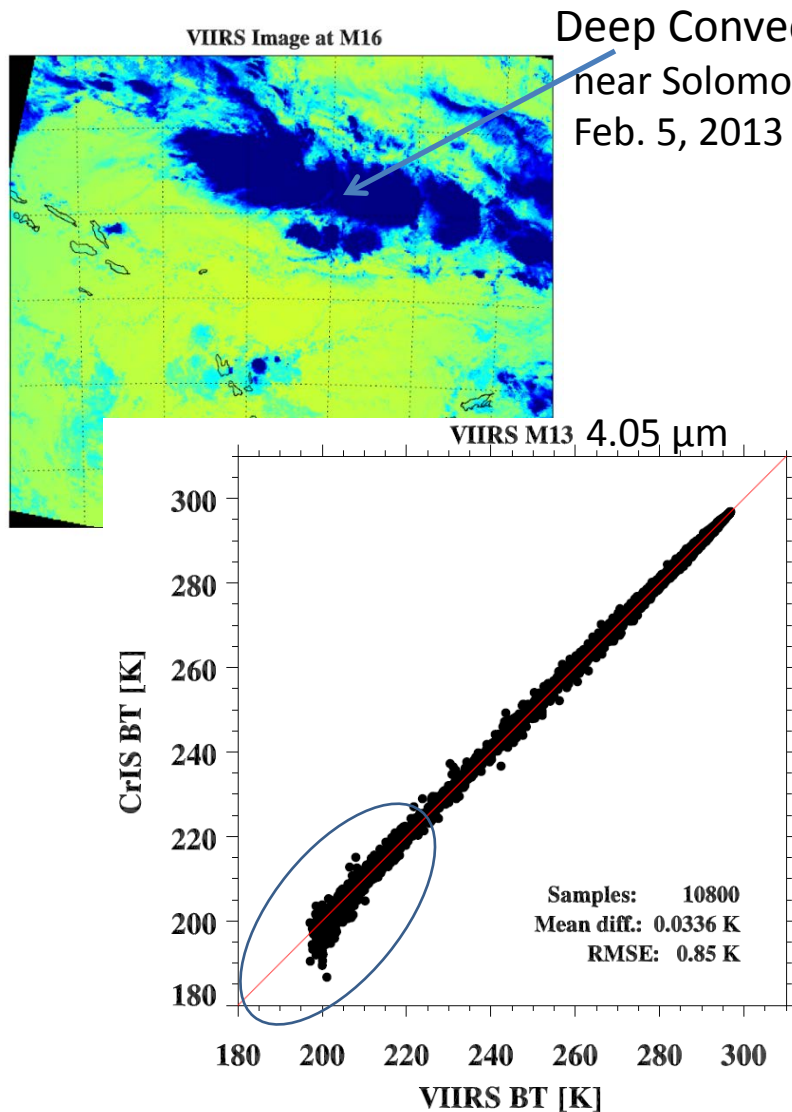 Deep Convec
near Solomo
Feb. 5, 2013
VIIRS Image at M16
VIIRS M13 4.05 µm
300
280
260
240
220
200
180
CrIS BT [K]
Samples: 10800
Mean diff.: 0.0336 K
RMSE: 0.85 K
180 200 220 240 260 280 300
VIIRS BT [K]